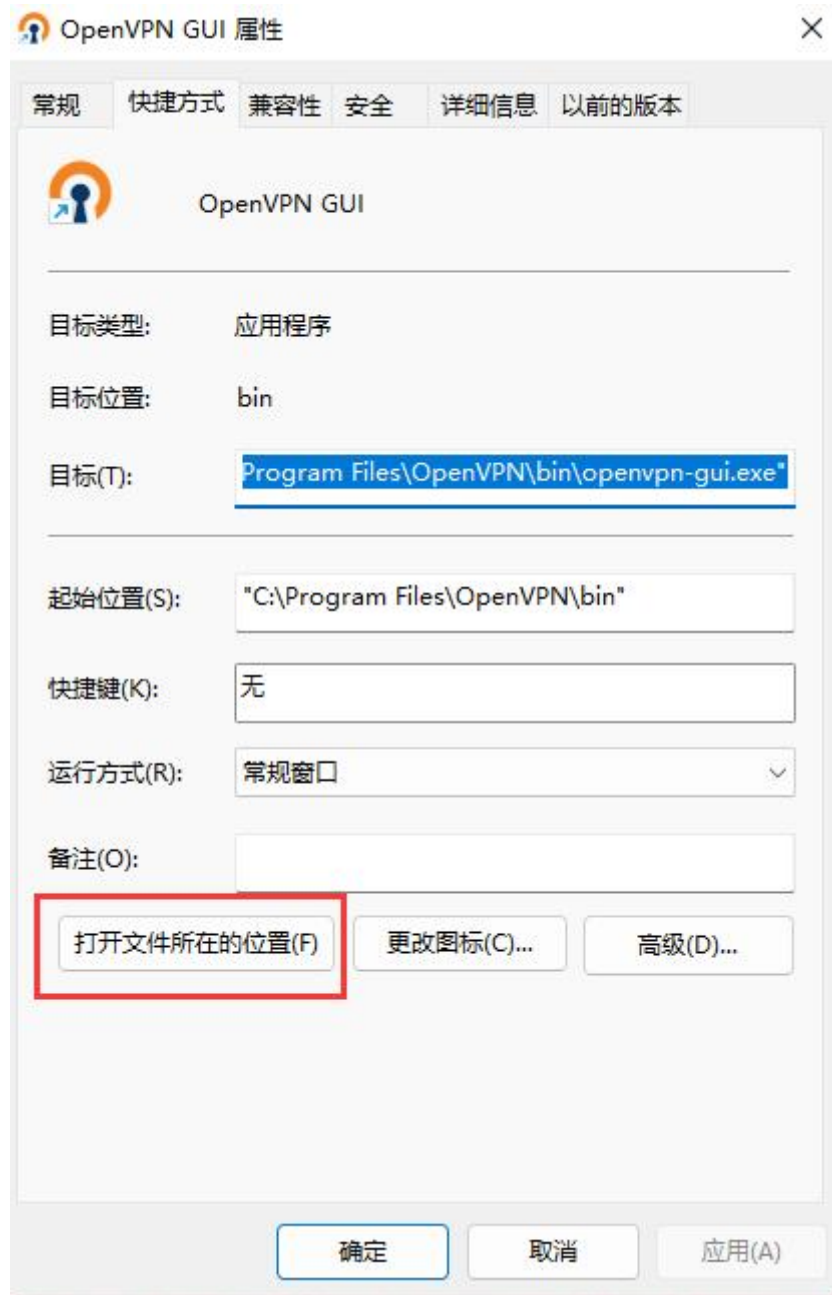 OpenVPN GUI 属性
常规 快捷方式 兼容性 安全 详细信息 以前的版本
OpenVPN GUI
目标类型: 应用程序
目标位置: bin
目标(T): Program Files\OpenVPN\bin\openvpn-gui.exe"
起始位置(S): "C:\Program Files\OpenVPN\bin"
快捷键(K): 无
运行方式(R): 常规窗口
备注(O):
打开文件所在的位置(F) 更改图标(C)... 高级(D)...
确定 取消 应用(A)